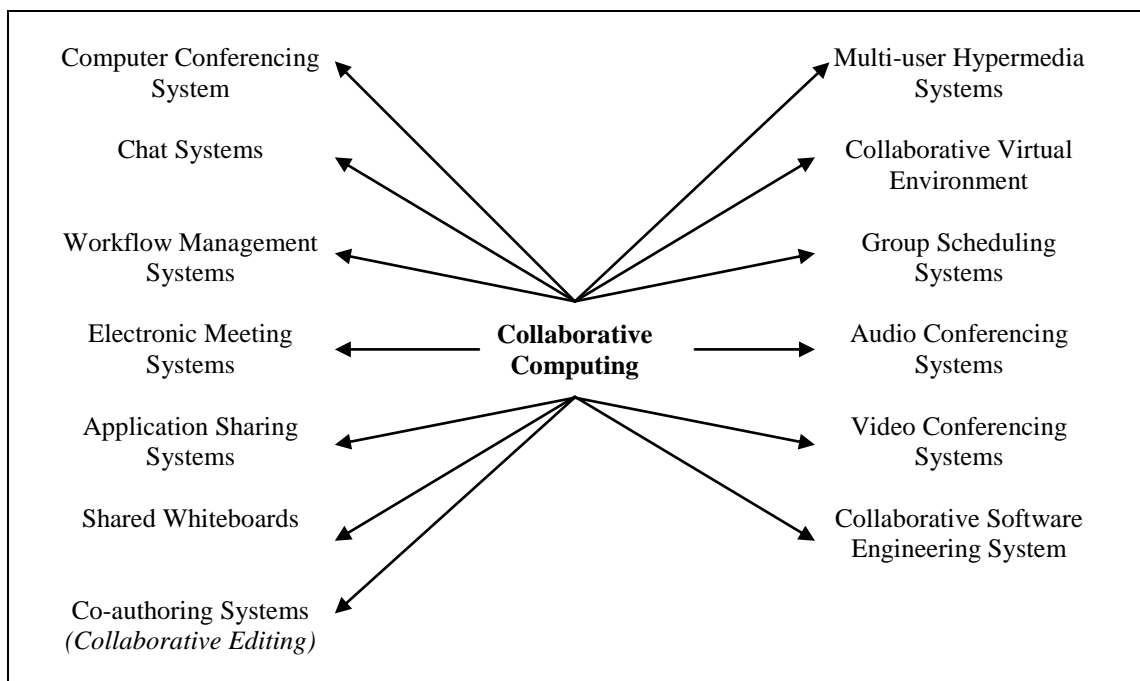 Computer Conferencing
System
Chat Systems
Workflow Management
Systems
Electronic Meeting
Systems
Application Sharing
Systems
Shared Whiteboards
Co-authoring Systems
(Collaborative Editing)
Collaborative
Computing
Multi-user Hypermedia
Systems
Collaborative Virtual
Environment
Group Scheduling
Systems
Audio Conferencing
Systems
Video Conferencing
Systems
Collaborative Software
Engineering System